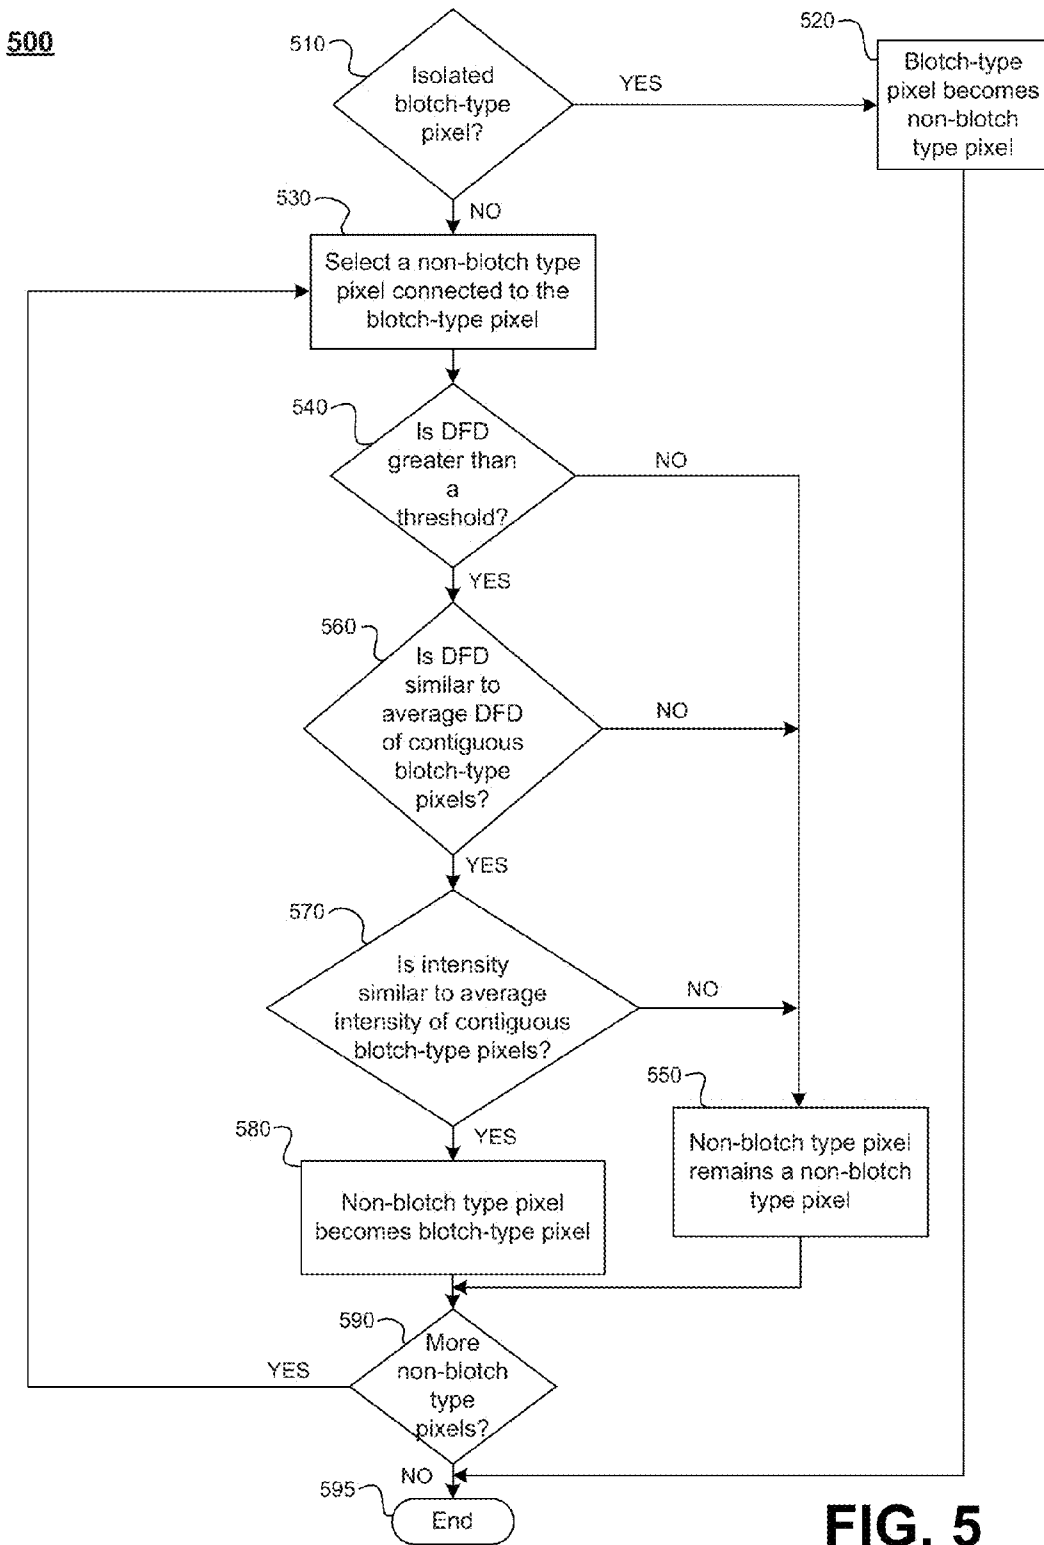 500
510
Isolated
blotch-type
pixel?
YES
520
Blotch-type
pixel becomes
non-blotch
type pixel
NO
530
Select a non-blotch type
pixel connected to the
blotch-type pixel
540
Is DFD
greater than
a
threshold?
NO
YES
560
Is DFD
similar to
average DFD
of contiguous
blotch-type
pixels?
NO
YES
570
Is intensity
similar to average
intensity of contiguous
blotch-type pixels?
NO
550
Non-blotch type pixel
remains a non-blotch
type pixel
YES
580
Non-blotch type pixel
becomes blotch-type pixel
590
More
non-blotch
type
pixels?
YES
NO
595
End
FIG. 5